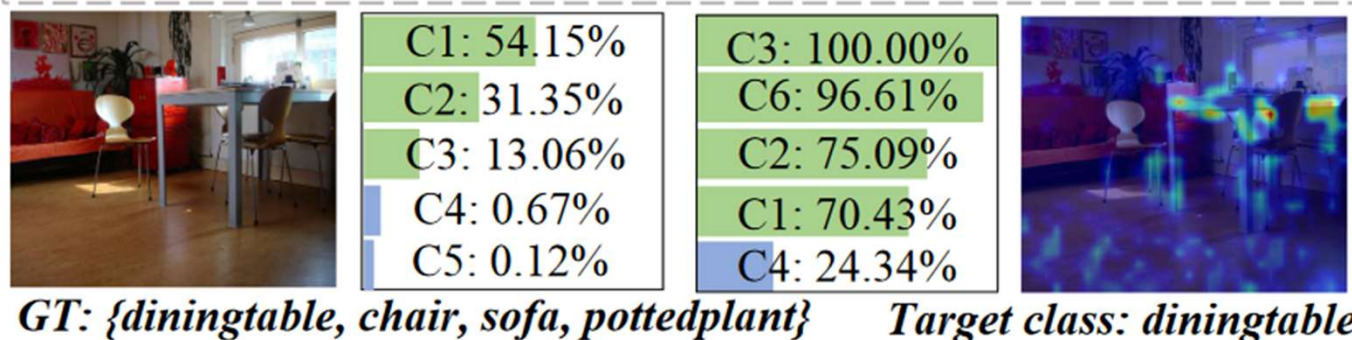 C1: 54.15%
C2: 31.35%
C3: 13.06%
C4: 0.67%
C5: 0.12%
C3: 100.00%
C6: 96.61%
C2: 75.09%
C1: 70.43%
C4: 24.34%
GT: {diningtable, chair, sofa, pottedplant}
Target class: diningtable